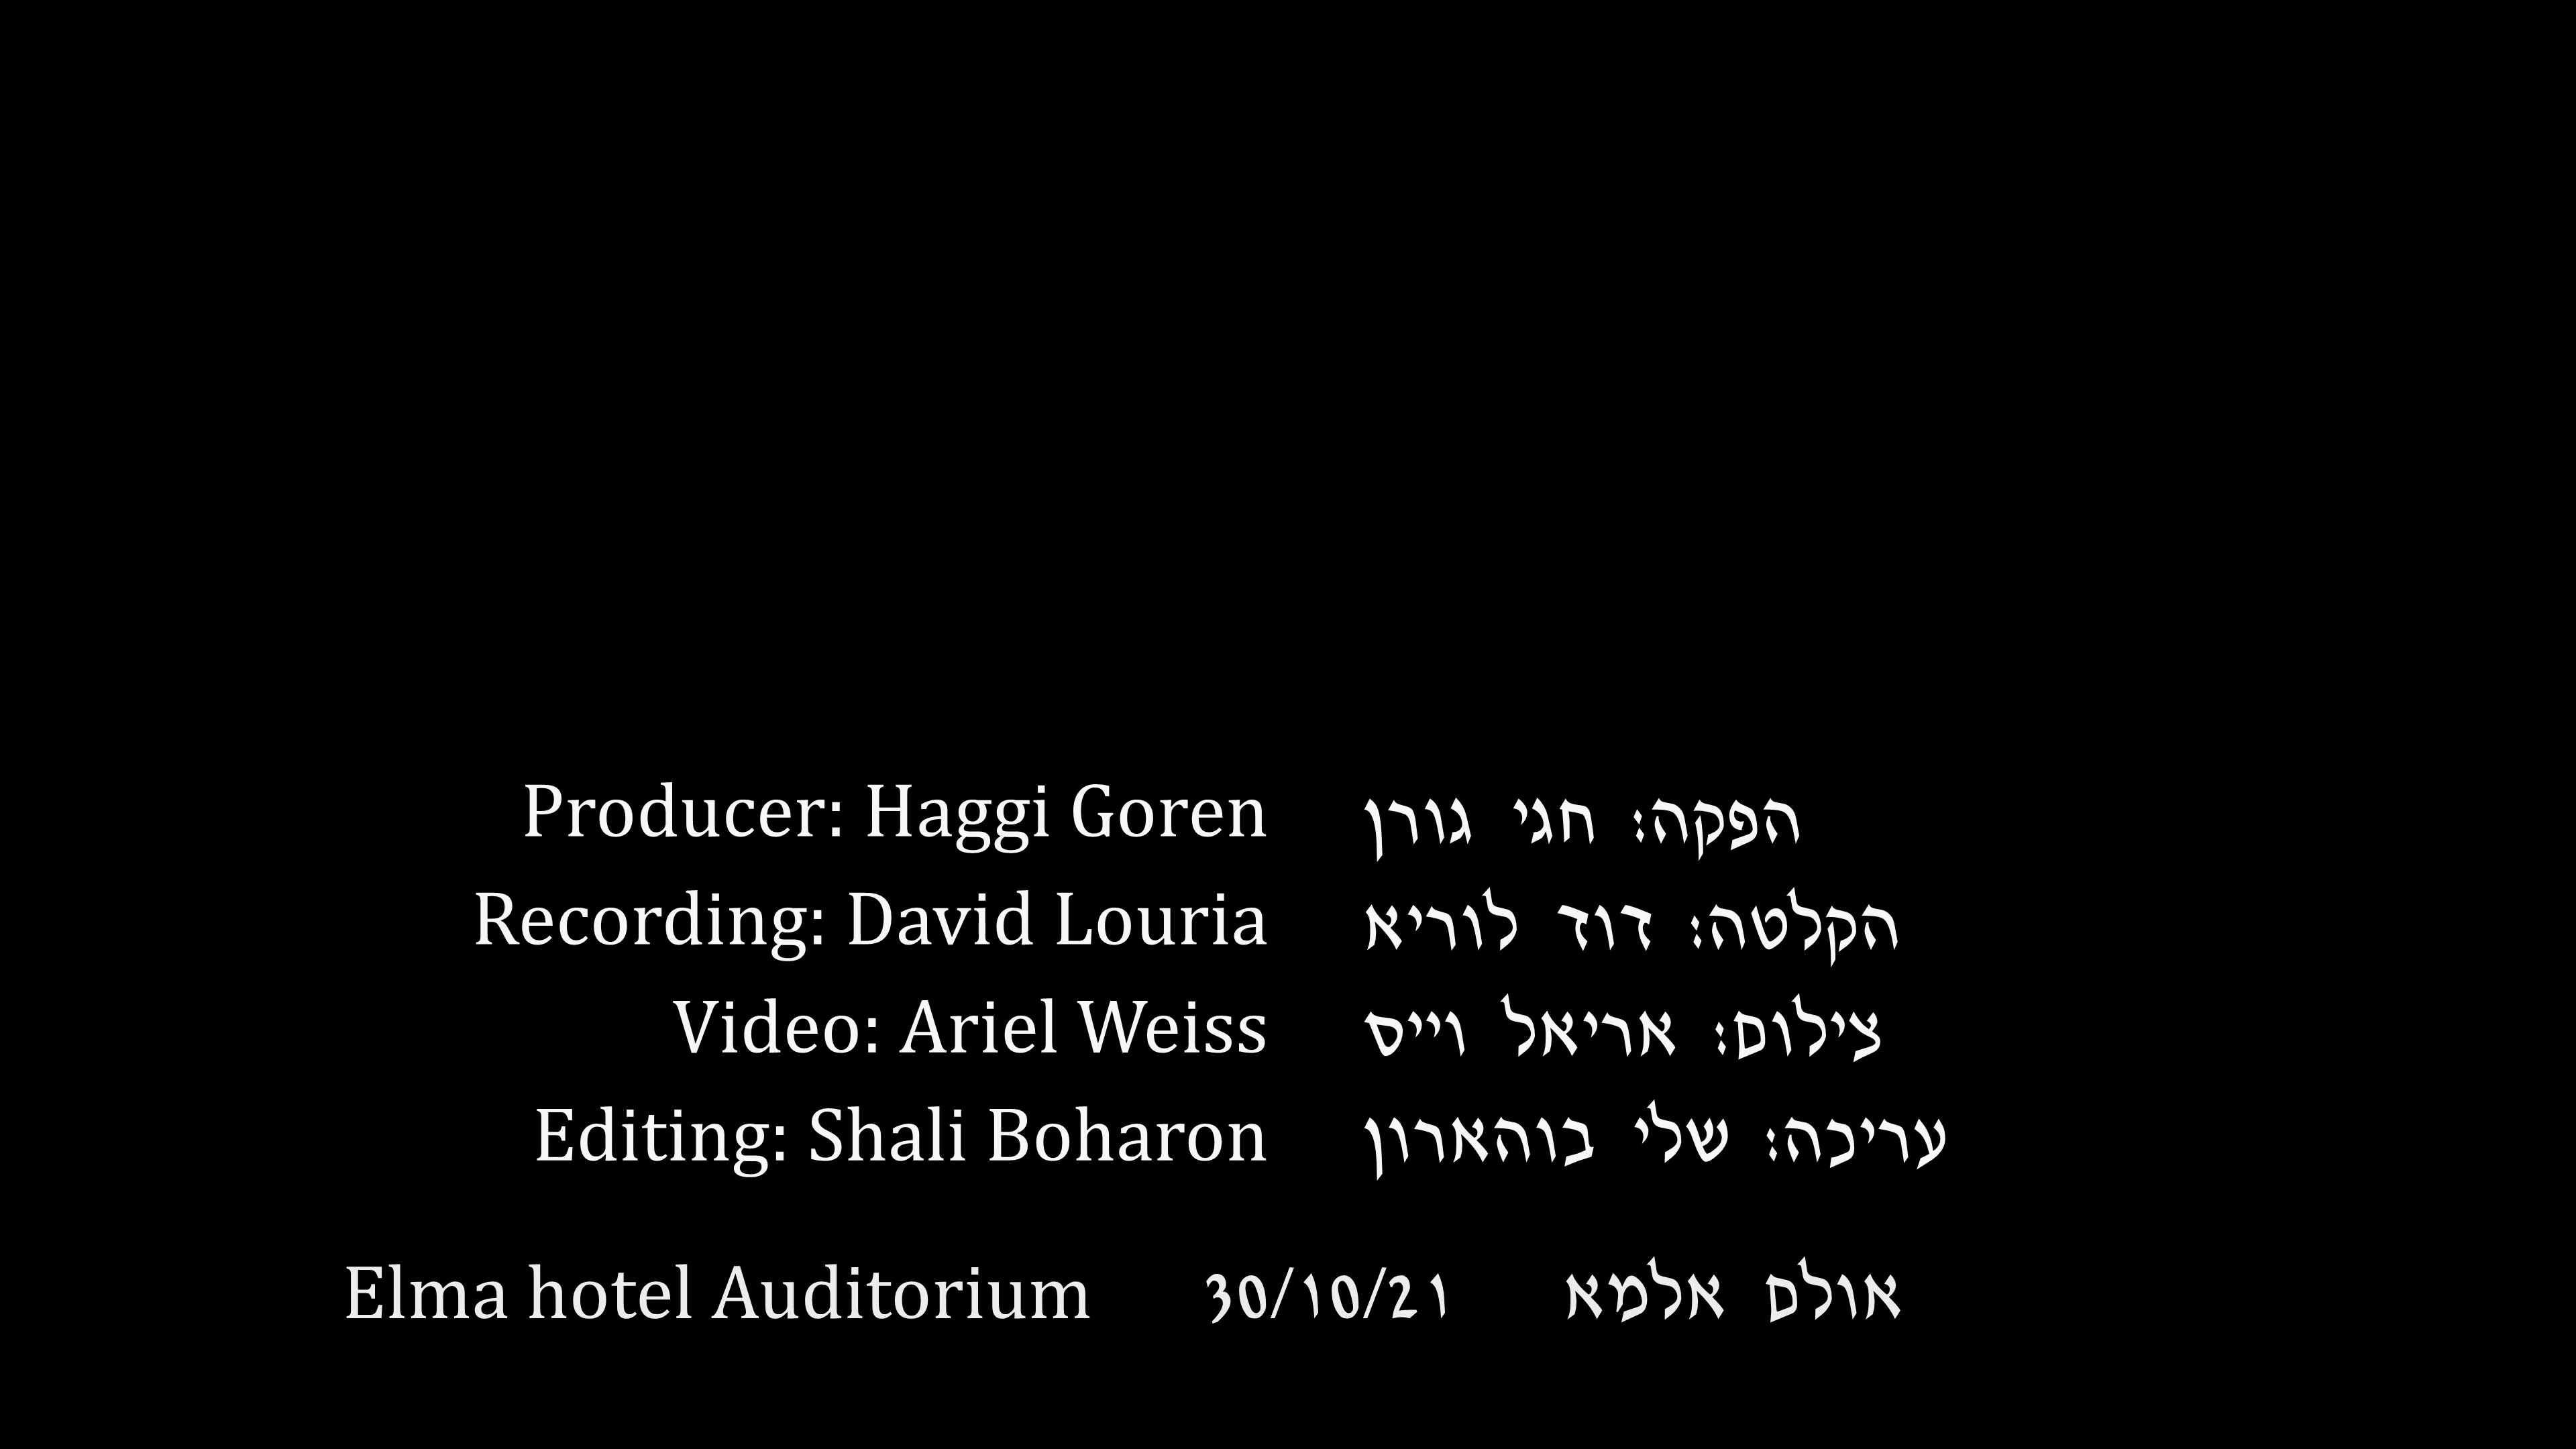 Producer: Haggi Goren הפקה: חגי גורן
Recording: David Louria הקלטה: דוד לוריא
Video: Ariel Weiss צילום: אריאל וייס
Editing: Shali Boharon עריכה: שלי בוהארון
Elma hotel Auditorium 30/10/21 אולם אלמא